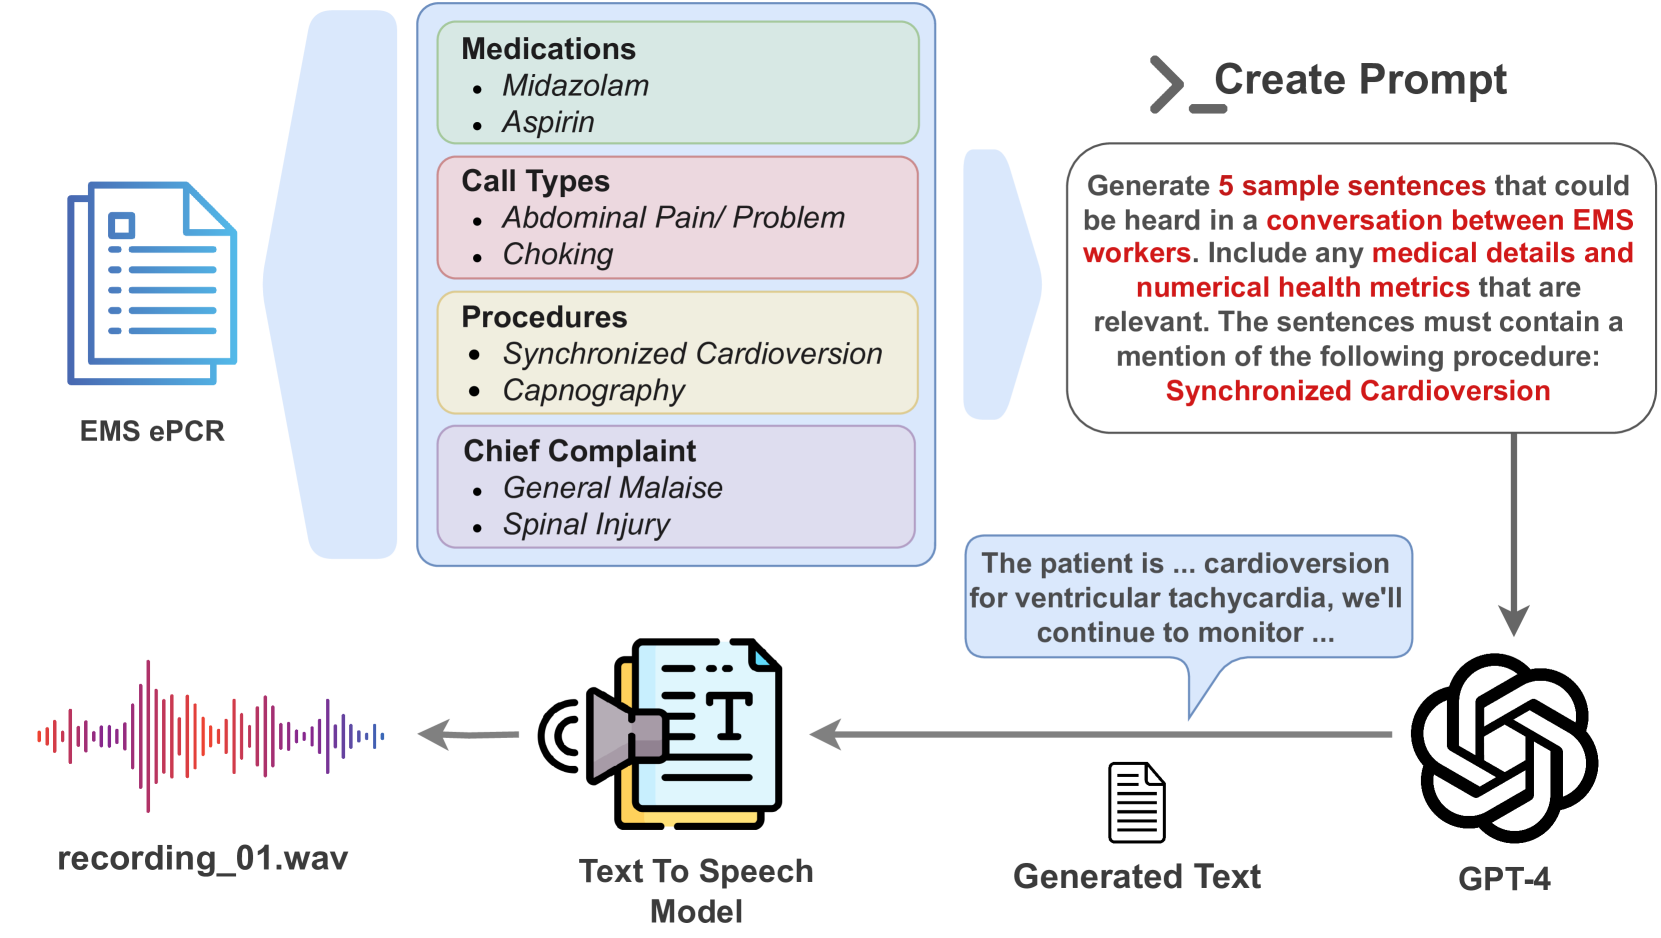 EMS ePCR
Medications
• Midazolam
• Aspirin
Call Types
• Abdominal Pain/ Problem
• Choking
Procedures
• Synchronized Cardioversion
• Capnography
Chief Complaint
• General Malaise
• Spinal Injury
>_Create Prompt
Generate 5 sample sentences that could
be heard in a conversation between EMS
workers. Include any medical details and
numerical health metrics that are
relevant. The sentences must contain a
mention of the following procedure:
Synchronized Cardioversion
The patient is ... cardioversion
for ventricular tachycardia, we'll
continue to monitor ...
GPT-4
Generated Text
T
Text To Speech
Model
recording_01.wav